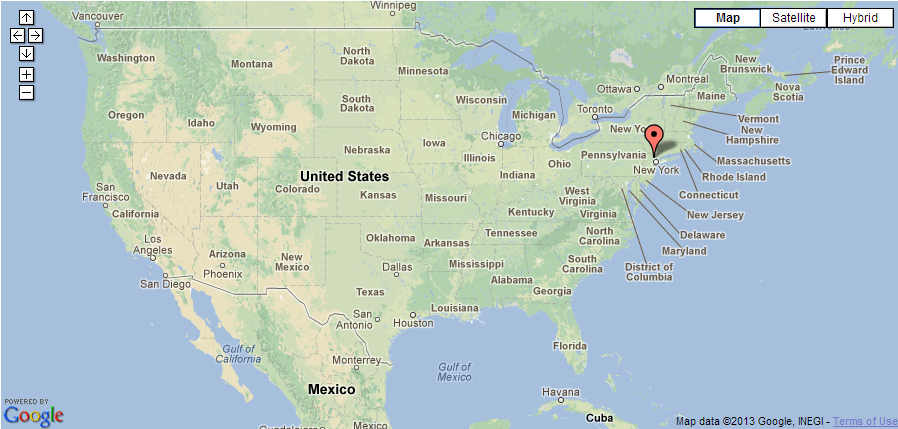 Winnipeg
Vancouver
Map
Satellite
Hybrid
Washington
Montana
North
Dakota
Minnesota
Ottawa
Montreal
New
Brunswick
Prince
Edward
Island
Nova
Scotia
Maine
Oregon
Idaho
Wyoming
South
Dakota
Wisconsin
Michigan
Toronto
Vermont
New
Hampshire
New York
Chicago
Nebraska
Iowa
Illinois
Indiana
Ohio
Pennsylvania
New York
Massachusetts
Rhode Island
Connecticut
New Jersey
Delaware
Maryland
District of
Columbia
San
Francisco
Nevada
Utah
Colorado
United States
Kansas
Missouri
West
Virginia
Virginia
Kentucky
California
Los
Angeles
San Diego
Arizona
Phoenix
New
Mexico
Oklahoma
Arkansas
Tennessee
North
Carolina
South
Carolina
Dallas
Mississippi
Alabama
Georgia
Texas
San
Antonio
Houston
Louisiana
Florida
Gulf of
California
Monterrey
Gulf of
Mexico
Mexico
Havana
Cuba
Mexico
POWERED BY
Google
Map data ©2013 Google, INEGI - Terms of Use